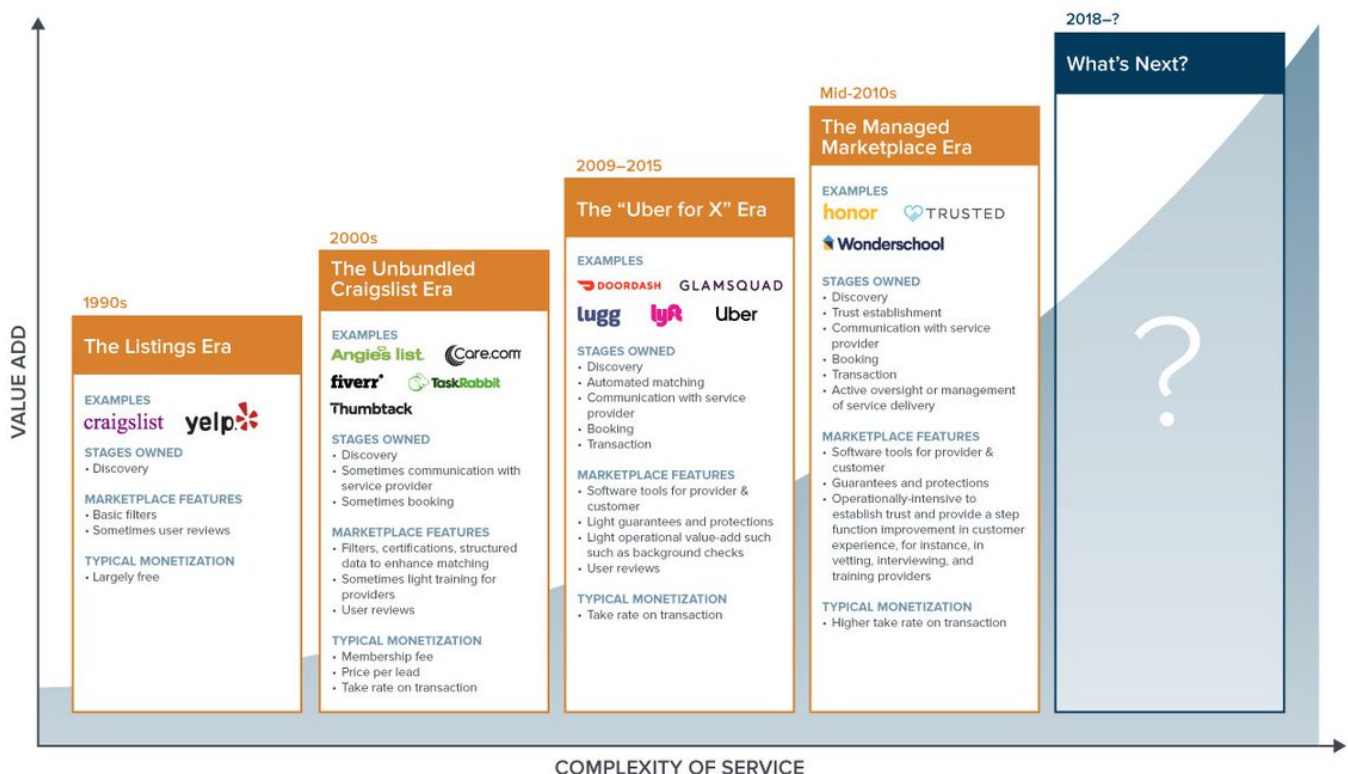 VALUE ADD
1990s
The Listings Era
EXAMPLES
craigslist yelp
STAGES OWNED
• Discovery
MARKETPLACE FEATURES
• Basic filters
• Sometimes user reviews
TYPICAL MONETIZATION
• Largely free
2000s
The Unbundled
Craigslist Era
EXAMPLES
Angie's list. Care.com
fiverr TaskRabbit
Thumbtack
STAGES OWNED
• Discovery
• Sometimes communication with
service provider
• Sometimes booking
MARKETPLACE FEATURES
• Filters, certifications, structured
data to enhance matching
• Sometimes light training for
providers
• User reviews
TYPICAL MONETIZATION
• Membership fee
• Price per lead
• Take rate on transaction
2009–2015
The “Uber for X” Era
EXAMPLES
DOORDASH GLAMSQUAD
lugg lyft Uber
STAGES OWNED
• Discovery
• Automated matching
• Communication with service
provider
• Booking
• Transaction
MARKETPLACE FEATURES
• Software tools for provider &
customer
• Light guarantees and protections
• Light operational value-add such
such as background checks
• User reviews
TYPICAL MONETIZATION
• Take rate on transaction
Mid-2010s
The Managed
Marketplace Era
EXAMPLES
honor TRUSTED
Wonderschool
STAGES OWNED
• Discovery
• Trust establishment
• Communication with service
provider
• Booking
• Transaction
• Active oversight or management
of service delivery
MARKETPLACE FEATURES
• Software tools for provider &
customer
• Guarantees and protections
• Operationally-intensive to
establish trust and provide a step
function improvement in customer
experience, for instance, in
vetting, interviewing, and
training providers
TYPICAL MONETIZATION
• Higher take rate on transaction
2018–?
What’s Next?
?
COMPLEXITY OF SERVICE